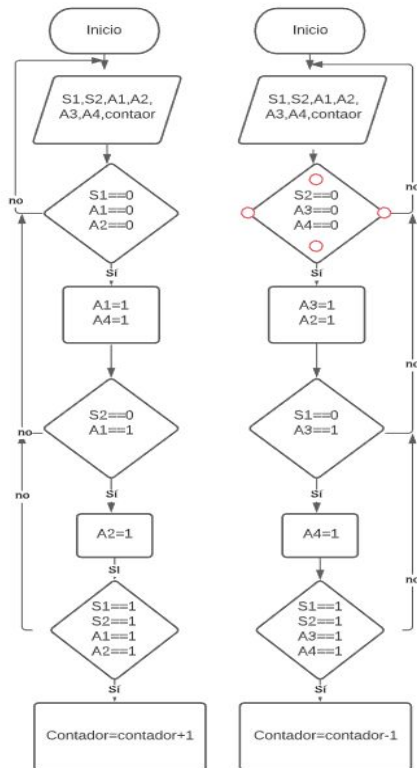 Inicio
S1,S2,A1,A2,
A3,A4,contaor
no
S1==0
A1==0
A2==0
Sí
A1=1
A4=1
no
S2==0
A1==1
no
Sí
A2=1
SI
S1==1
S2==1
A1==1
A2==1
Sí
Contador=contador+1
Inicio
S1,S2,A1,A2,
A3,A4,contaor
no
S2==0
A3==0
A4==0
Sí
A3=1
A2=1
no
S1==0
A3==1
Sí
A4=1
no
S1==1
S2==1
A3==1
A4==1
Sí
Contador=contador-1